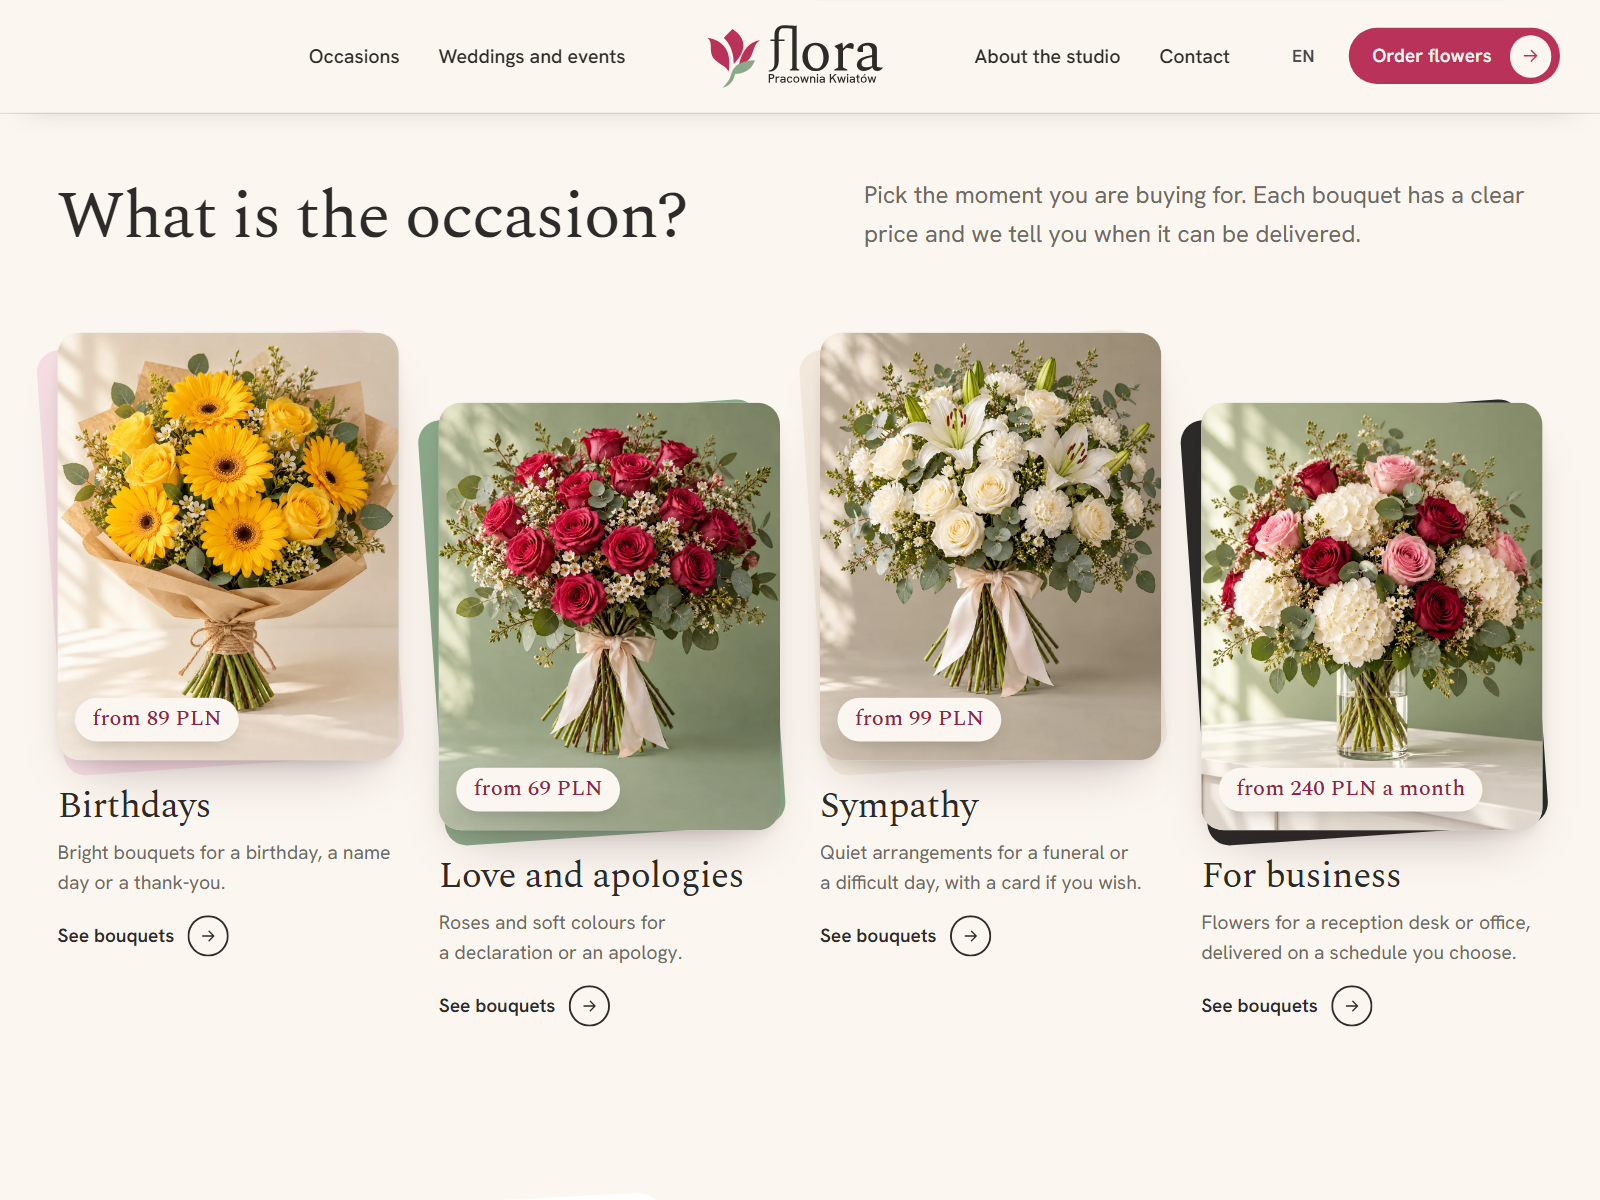 Occasions
Weddings and events
flora
Pracownia Kwiatów
About the studio
Contact
EN
Order flowers
What is the occasion?
Pick the moment you are buying for. Each bouquet has a clear
price and we tell you when it can be delivered.
from 89 PLN
Birthdays
Bright bouquets for a birthday, a name
day or a thank-you.
See bouquets
from 69 PLN
Love and apologies
Roses and soft colours for
a declaration or an apology.
See bouquets
from 99 PLN
Sympathy
Quiet arrangements for a funeral or
a difficult day, with a card if you wish.
See bouquets
from 240 PLN a month
For business
Flowers for a reception desk or office,
delivered on a schedule you choose.
See bouquets